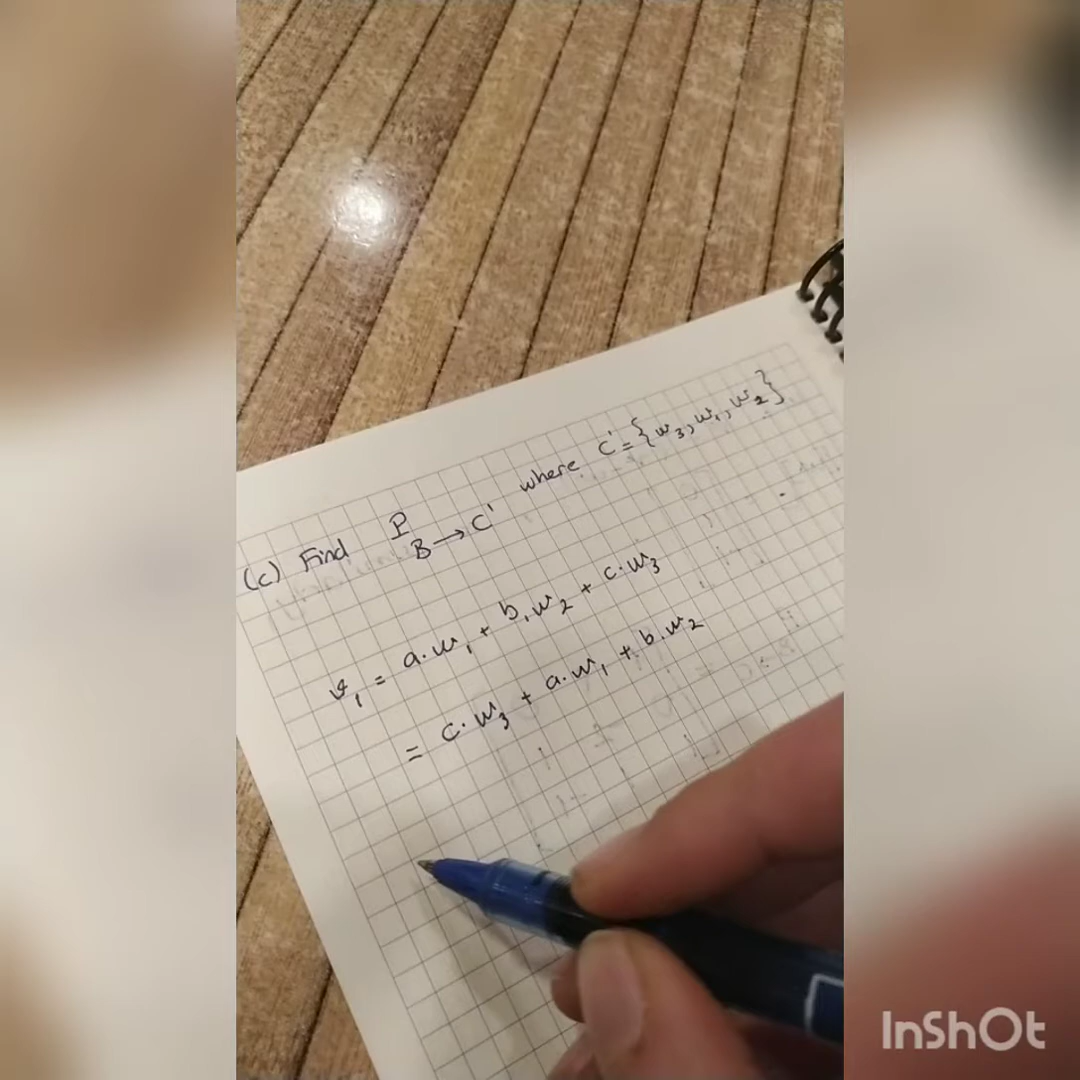 (c) Find P B→C' where C'={w₃,w₁,w₂}
v₁ = a.w₁ + b.w₂ + c.w₃
= c.w₃ + a.w₁ + b.w₂
InShOt